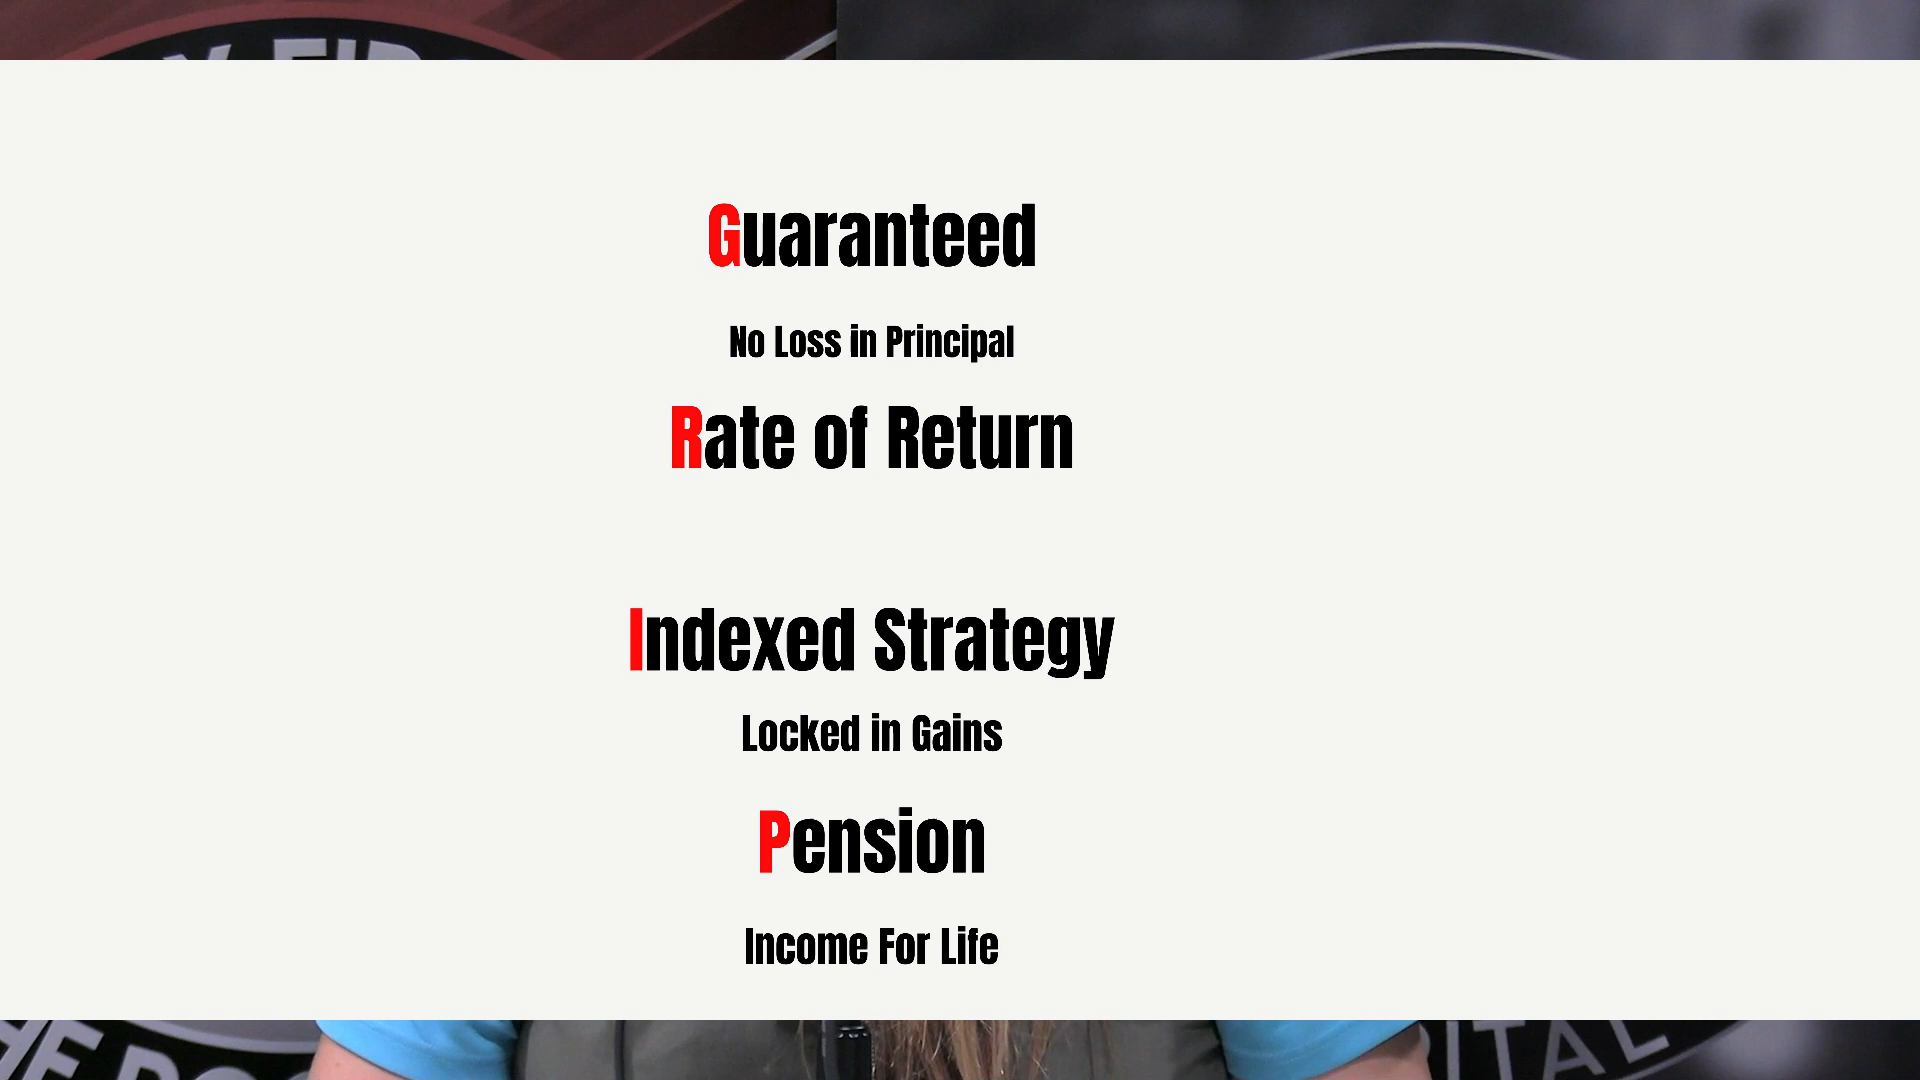 Guaranteed
No Loss in Principal
Rate of Return
Indexed Strategy
Locked in Gains
Pension
Income For Life